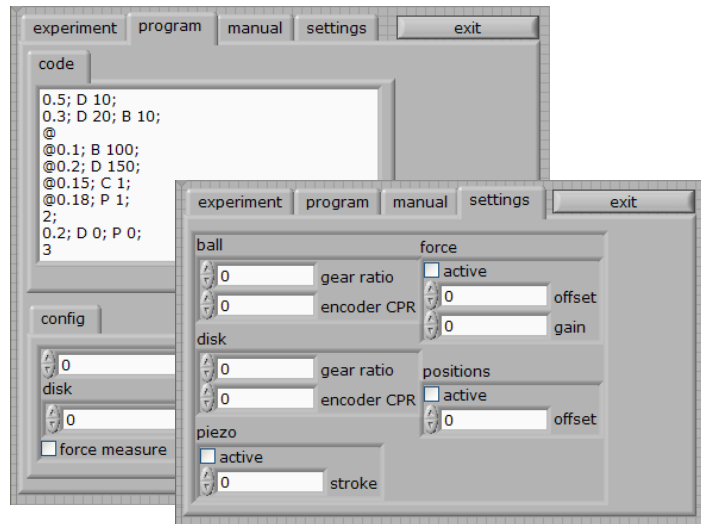 experiment program manual settings exit
code
0.5; D 10;
0.3; D 20; B 10;
@
@0.1; B 100;
@0.2; D 150;
@0.15; C 1;
@0.18; P 1;
2;
0.2; D 0; P 0;
3
config
0
disk
0
force measure
experiment program manual settings exit
ball
0 gear ratio
0 encoder CPR
disk
0 gear ratio
0 encoder CPR
piezo
active
0 stroke
force
active
0 offset
0 gain
positions
active
0 offset